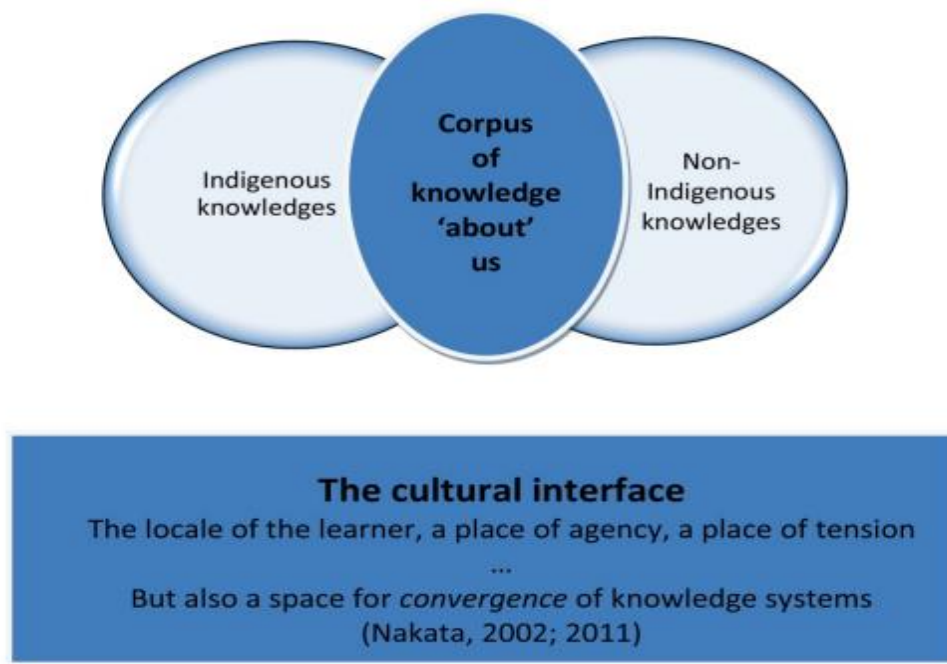 Indigenous
knowledges
Corpus
of
knowledge
‘about’
us
Non-
Indigenous
knowledges
The cultural interface
The locale of the learner, a place of agency, a place of tension
...
But also a space for convergence of knowledge systems
(Nakata, 2002; 2011)